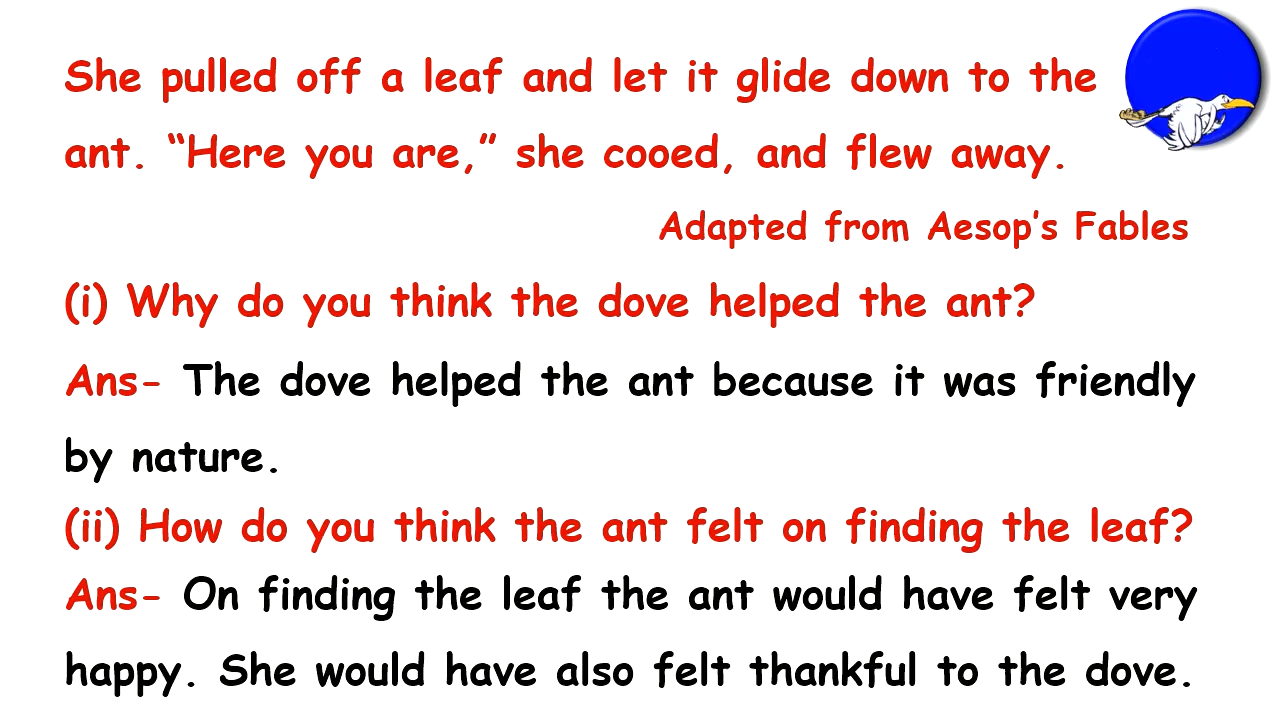 She pulled off a leaf and let it glide down to the
ant. “Here you are,” she cooed, and flew away.
Adapted from Aesop’s Fables
(i) Why do you think the dove helped the ant?
Ans- The dove helped the ant because it was friendly
by nature.
(ii) How do you think the ant felt on finding the leaf?
Ans- On finding the leaf the ant would have felt very
happy. She would have also felt thankful to the dove.